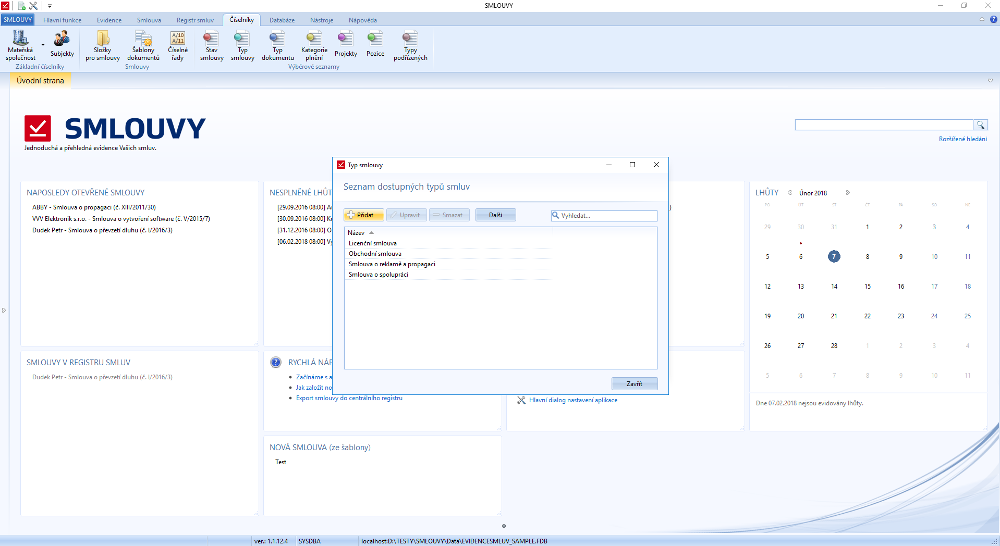 SMLOUVY
SMLOUVY Hlavní funkce Evidence Smlouva Registr smluv Číselníky Databáze Nástroje Nápověda
Mateřská společnost
Subjekty
Základní číselníky
Složky pro smlouvy
Šablony dokumentů
A/10
A/11
Číselné řady
Smlouvy
Stav smlouvy
Typ smlouvy
Typ dokumentu
Kategorie plnění
Projekty
Pozice
Typy podřízených
Výběrové seznamy
Úvodní strana
SMLOUVY
Jednoduchá a přehledná evidence Vašich smluv.
Rozšířené hledání
NAPOSLEDY OTEVŘENÉ SMLOUVY
ABBY - Smlouva o propagaci (č. XIII/2011/30)
VVV Elektronik s.r.o. - Smlouva o vytvoření software (č. V/2015/7)
Dudek Petr - Smlouva o převzetí dluhu (č. I/2016/3)
NESPLNĚNÉ LHŮT
[29.09.2016 08:00] Ar
[30.09.2016 08:00] Ko
[31.12.2016 08:00] O
[06.02.2018 08:00] Vy
)
Typ smlouvy
Seznam dostupných typů smluv
Přidat Upravit Smazat Další Vyhledat...
Název
Licenční smlouva
Obchodní smlouva
Smlouva o reklamě a propagaci
Smlouva o spolupráci
Zavřít
LHŮTY Únor 2018
PO ÚT ST ČT PÁ SO NE
29 30 31 1 2 3 4
5 6 7 8 9 10 11
12 13 14 15 16 17 18
19 20 21 22 23 24 25
26 27 28 1 2 3 4
5 6 7 8 9 10 11
Dne 07.02.2018 nejsou evidovány lhůty.
SMLOUVY V REGISTRU SMLUV
Dudek Petr - Smlouva o převzetí dluhu (č. I/2016/3)
RYCHLÁ NÁP
Začínáme s a
Jak založit no
Export smlouvy do centrálního registru
Hlavní dialog nastavení aplikace
NOVÁ SMLOUVA (ze šablony)
Test
ver.: 1.1.12.4 SYSDBA localhost:D:\TESTY\SMLOUVY\Data\EVIDENCESMLUV_SAMPLE.FDB